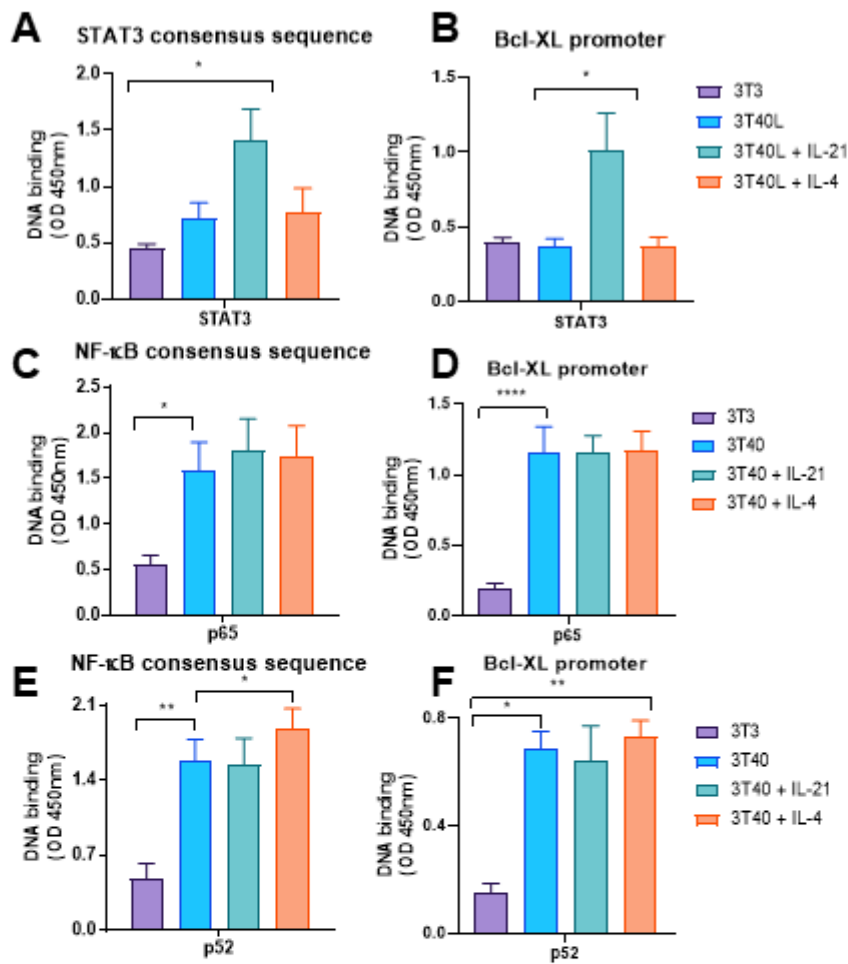 A
STAT3 consensus sequence
*
2.0
1.5
1.0
0.5
0.0
DNA binding
(OD 450nm)
STAT3
B
Bcl-XL promoter
*
1.5
1.0
0.5
0.0
DNA binding
(OD 450nm)
STAT3
3T3
3T40L
3T40L + IL-21
3T40L + IL-4
C
NF-κB consensus sequence
*
2.5
2.0
1.5
1.0
0.5
0.0
DNA binding
(OD 450nm)
p65
D
Bcl-XL promoter
****
1.5
1.0
0.5
0.0
DNA binding
(OD 450nm)
p65
3T3
3T40
3T40 + IL-21
3T40 + IL-4
E
NF-κB consensus sequence
**
*
2.1
1.4
0.7
0.0
DNA binding
(OD 450nm)
p52
F
Bcl-XL promoter
**
*
0.8
0.4
0.0
DNA binding
(OD 450nm)
p52
3T3
3T40
3T40 + IL-21
3T40 + IL-4